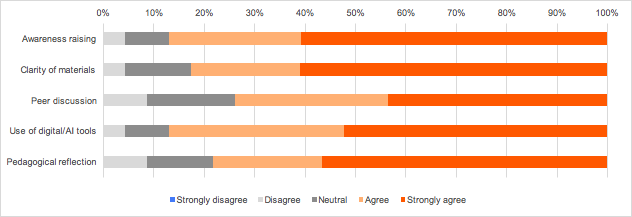 0% 10% 20% 30% 40% 50% 60% 70% 80% 90% 100%
Awareness raising
Clarity of materials
Peer discussion
Use of digital/AI tools
Pedagogical reflection
Strongly disagree Disagree Neutral Agree Strongly agree